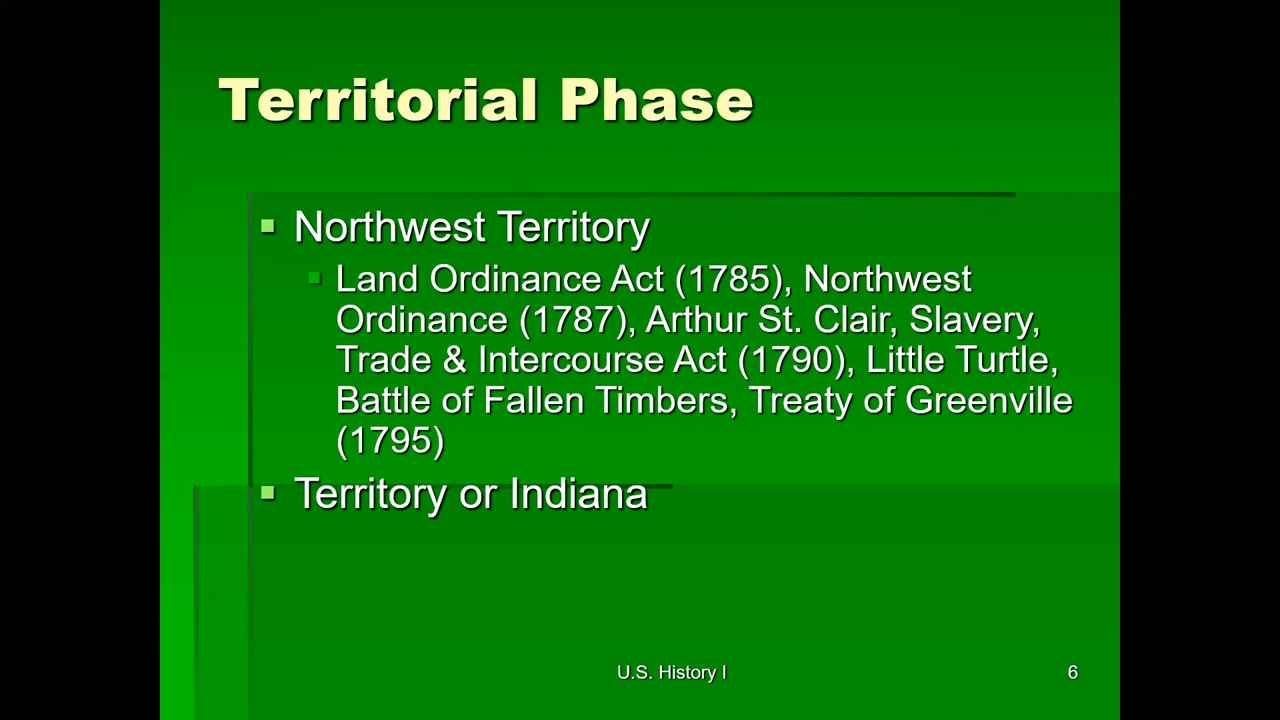 Territorial Phase
Northwest Territory
Land Ordinance Act (1785), Northwest
Ordinance (1787), Arthur St. Clair, Slavery,
Trade & Intercourse Act (1790), Little Turtle,
Battle of Fallen Timbers, Treaty of Greenville
(1795)
Territory or Indiana
U.S. History I
6